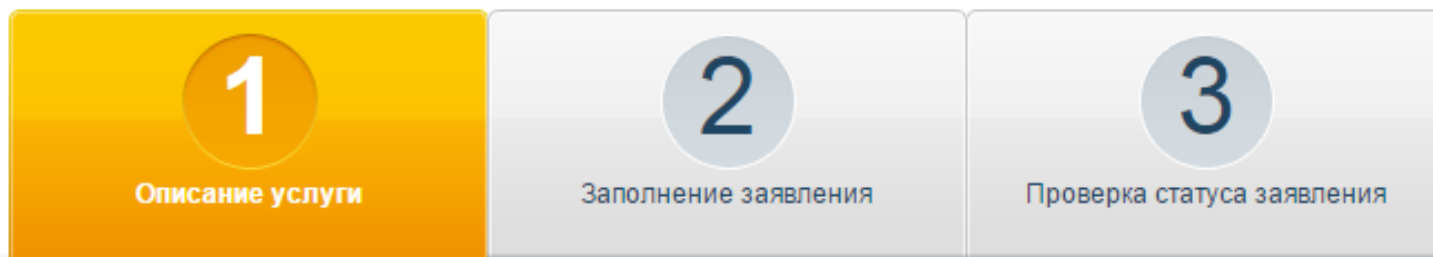 1
Описание услуги
2
Заполнение заявления
3
Проверка статуса заявления